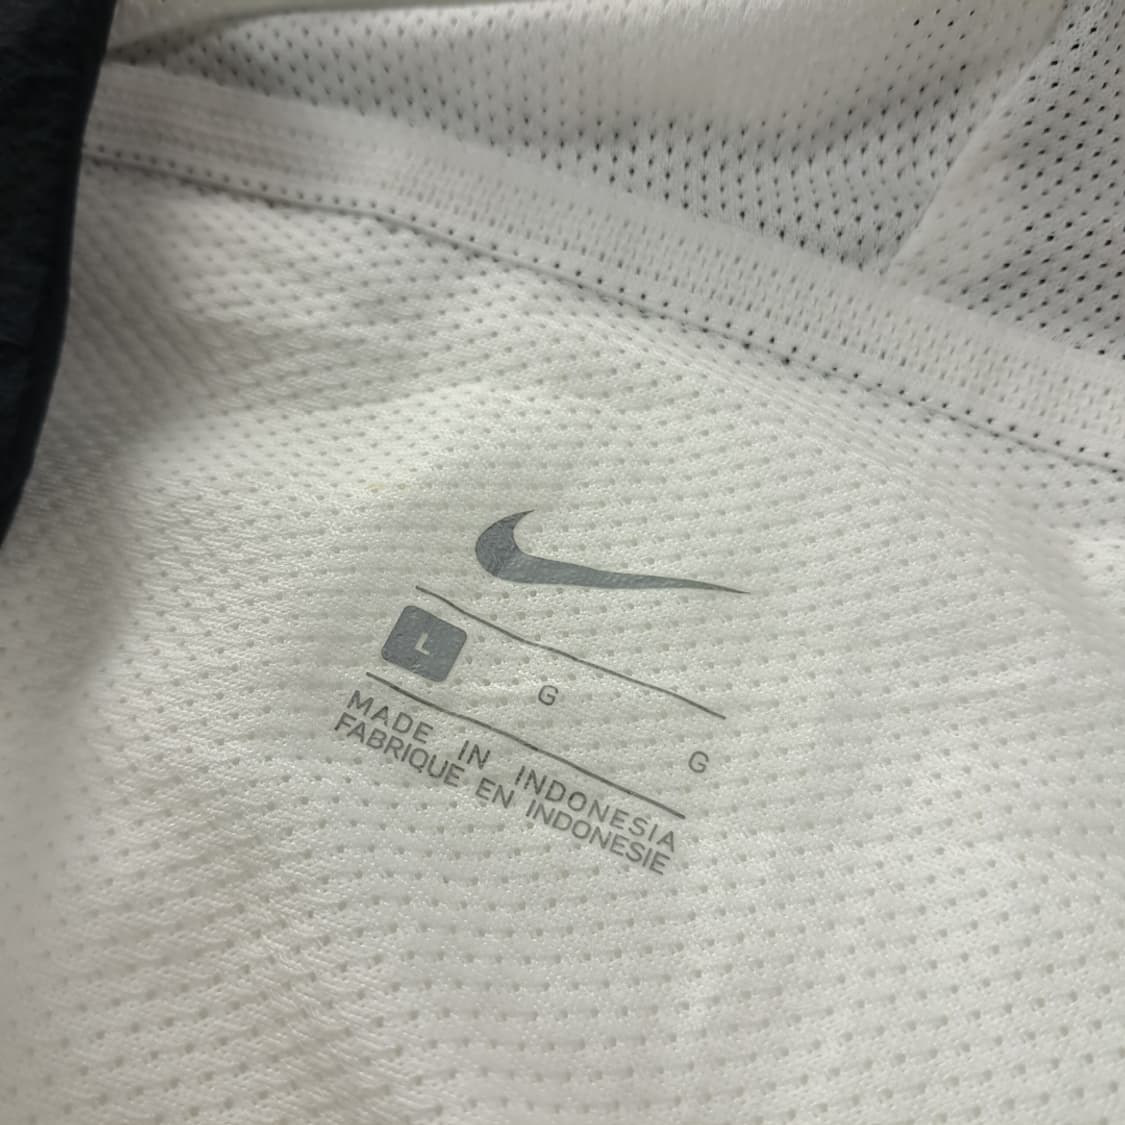 L G G
MADE IN INDONESIA
FABRIQUE EN INDONESIE